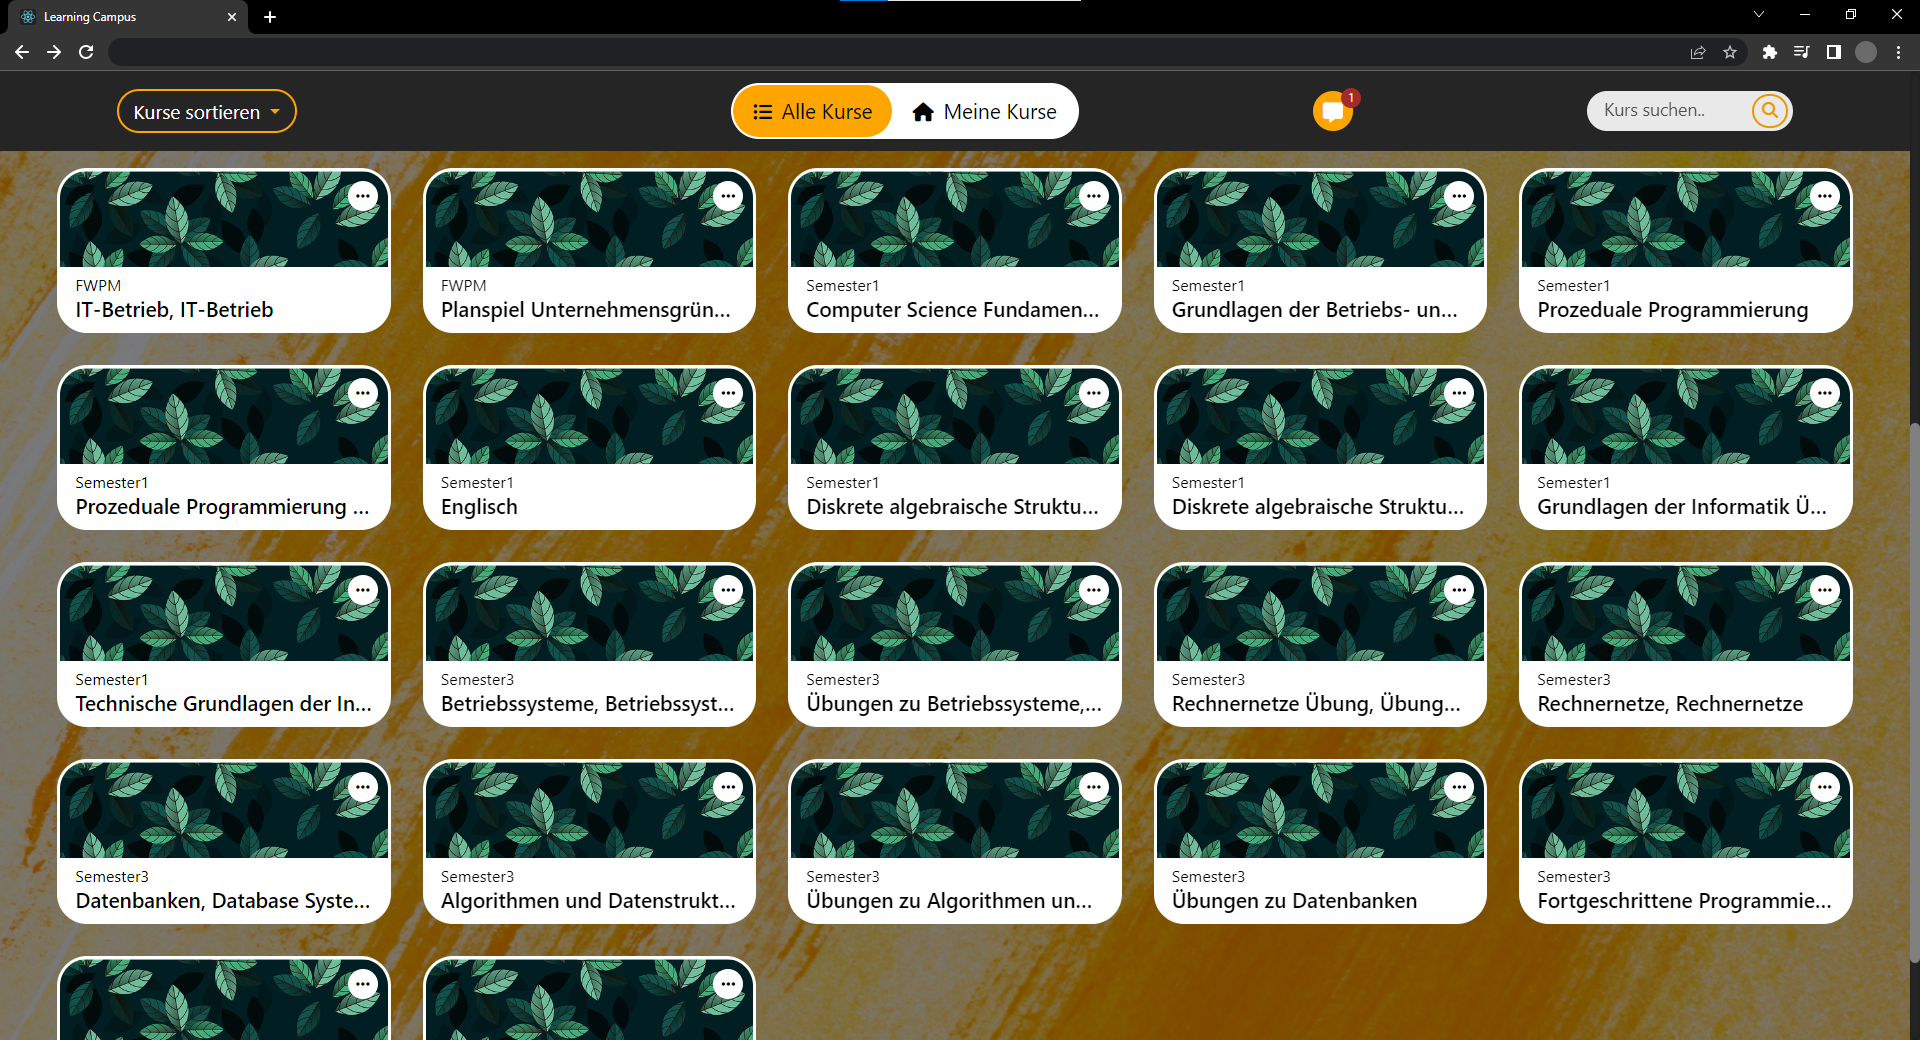 Learning Campus
Kurse sortieren
Alle Kurse
Meine Kurse
1
Kurs suchen..
FWPM
IT-Betrieb, IT-Betrieb
FWPM
Planspiel Unternehmensgrün...
Semester1
Computer Science Fundamen...
Semester1
Grundlagen der Betriebs- un...
Semester1
Prozeduale Programmierung
Semester1
Prozeduale Programmierung ...
Semester1
Englisch
Semester1
Diskrete algebraische Struktu...
Semester1
Diskrete algebraische Struktu...
Semester1
Grundlagen der Informatik Ü...
Semester1
Technische Grundlagen der In...
Semester3
Betriebssysteme, Betriebssyst...
Semester3
Übungen zu Betriebssysteme,...
Semester3
Rechnernetze Übung, Übung...
Semester3
Rechnernetze, Rechnernetze
Semester3
Datenbanken, Database Syste...
Semester3
Algorithmen und Datenstrukt...
Semester3
Übungen zu Algorithmen un...
Semester3
Übungen zu Datenbanken
Semester3
Fortgeschrittene Programmie...